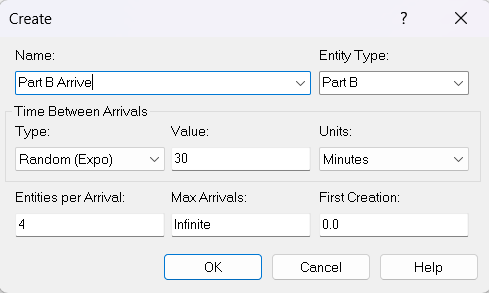 Create ?
Name: Entity Type:
Part B Arrive Part B
Time Between Arrivals
Type: Value: Units:
Random (Expo) 30 Minutes
Entities per Arrival: Max Arrivals: First Creation:
4 Infinite 0.0
OK Cancel Help